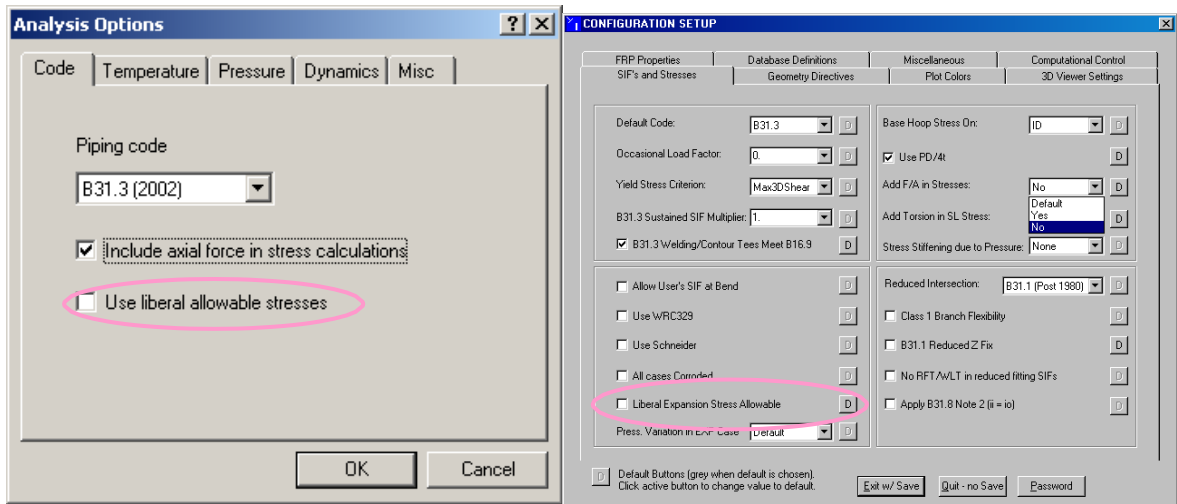 Analysis Options
Code Temperature Pressure Dynamics Misc
Piping code
B31.3 (2002)
Include axial force in stress calculations
Use liberal allowable stresses
OK Cancel
CONFIGURATION SETUP
FRP Properties Database Definitions Miscellaneous Computational Control
SIF's and Stresses Geometry Directives Plot Colors 3D Viewer Settings
Default Code: B31.3 D
Occasional Load Factor: 0. D
Yield Stress Criterion: Max3DShear D
B31.3 Sustained SIF Multiplier: 1. D
B31.3 Welding/Contour Tees Meet B16.9 D
Base Hoop Stress On: ID D
Use PD/4t D
Add F/A in Stresses: No D
Default
Yes
No
Add Torsion in SL Stress: D
Stress Stiffening due to Pressure: None D
Allow User's SIF at Bend D
Use WRC329 D
Use Schneider D
All cases Corroded D
Liberal Expansion Stress Allowable D
Press. Variation in EXP Case Default D
Reduced Intersection: B31.1 (Post 1980) D
Class 1 Branch Flexibility D
B31.1 Reduced Z Fix D
No RFT/WLT in reduced fitting SIFs D
Apply B31.8 Note 2 (ii = io) D
D Default Buttons (grey when default is chosen).
Click active button to change value to default.
Exit w/ Save Quit - no Save Password